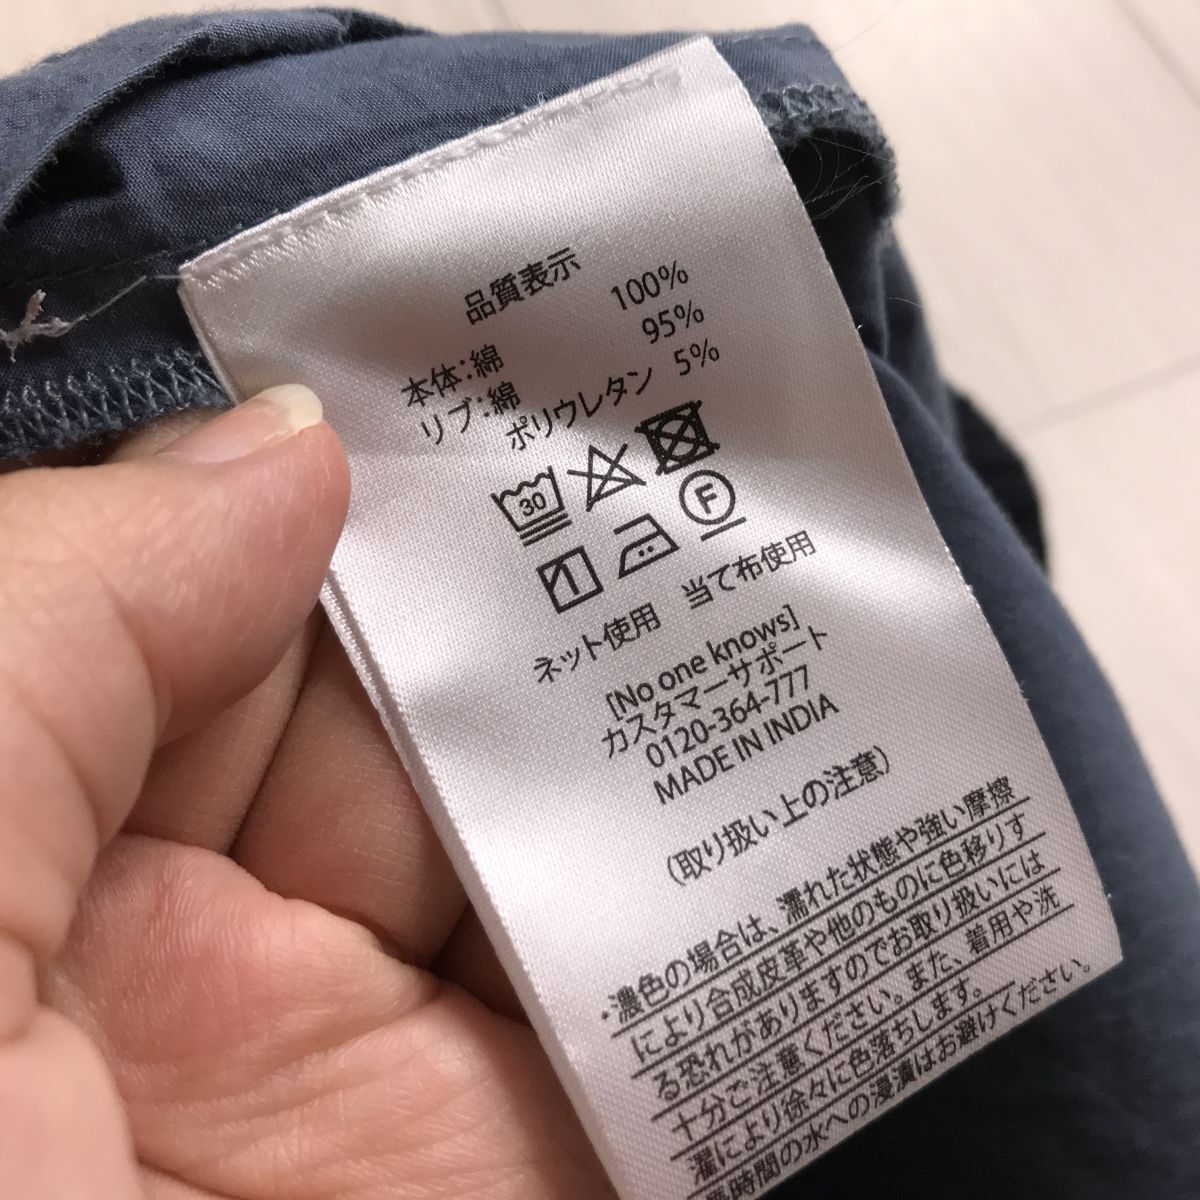 品質表示
本体:綿 100%
リブ:綿 95%
ポリウレタン 5%
30
F
ネット使用 当て布使用
[No one knows]
カスタマーサポート
0120-364-777
MADE IN INDIA
(取り扱い上の注意)
・濃色の場合は、濡れた状態や強い摩擦
により合成皮革や他のものに色移りす
る恐れがありますのでお取り扱いには
十分ご注意ください。また、着用や洗
濯により徐々に色落ちします。
長時間の水への浸漬はお避けください。